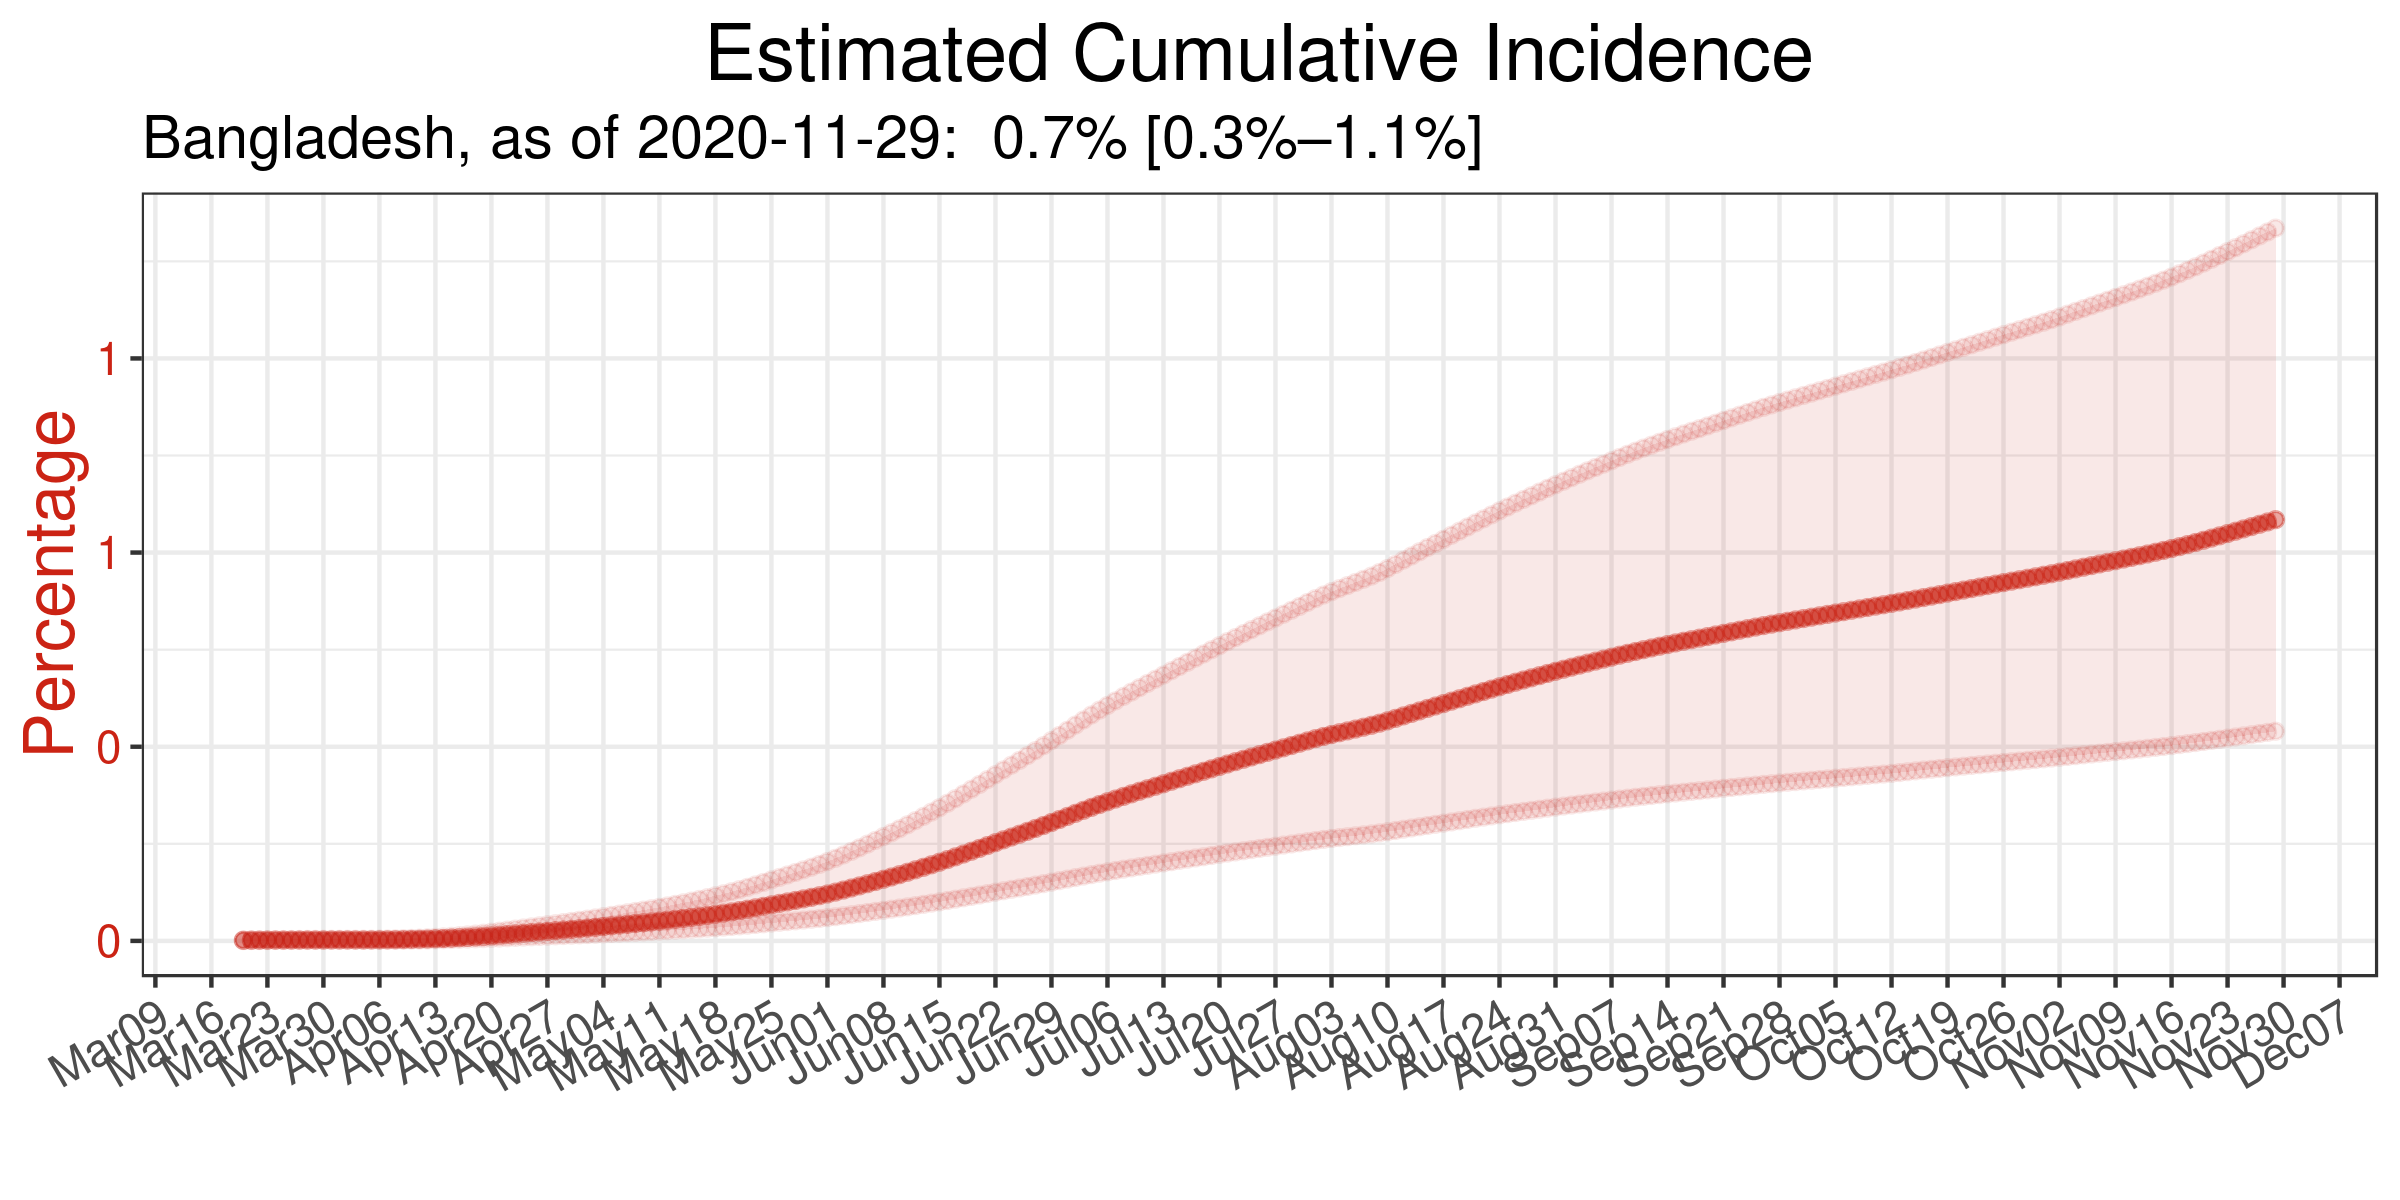 Estimated Cumulative Incidence
Bangladesh, as of 2020-11-29:  0.7% [0.3%–1.1%]
Percentage
1
1
0
0
Mar09
Mar16
Mar23
Mar30
Apr06
Apr13
Apr20
Apr27
May04
May11
May18
May25
Jun01
Jun08
Jun15
Jun22
Jun29
Jul06
Jul13
Jul20
Jul27
Aug03
Aug10
Aug17
Aug24
Aug31
Sep07
Sep14
Sep21
Sep28
Oct05
Oct12
Oct19
Oct26
Nov02
Nov09
Nov16
Nov23
Nov30
Dec07